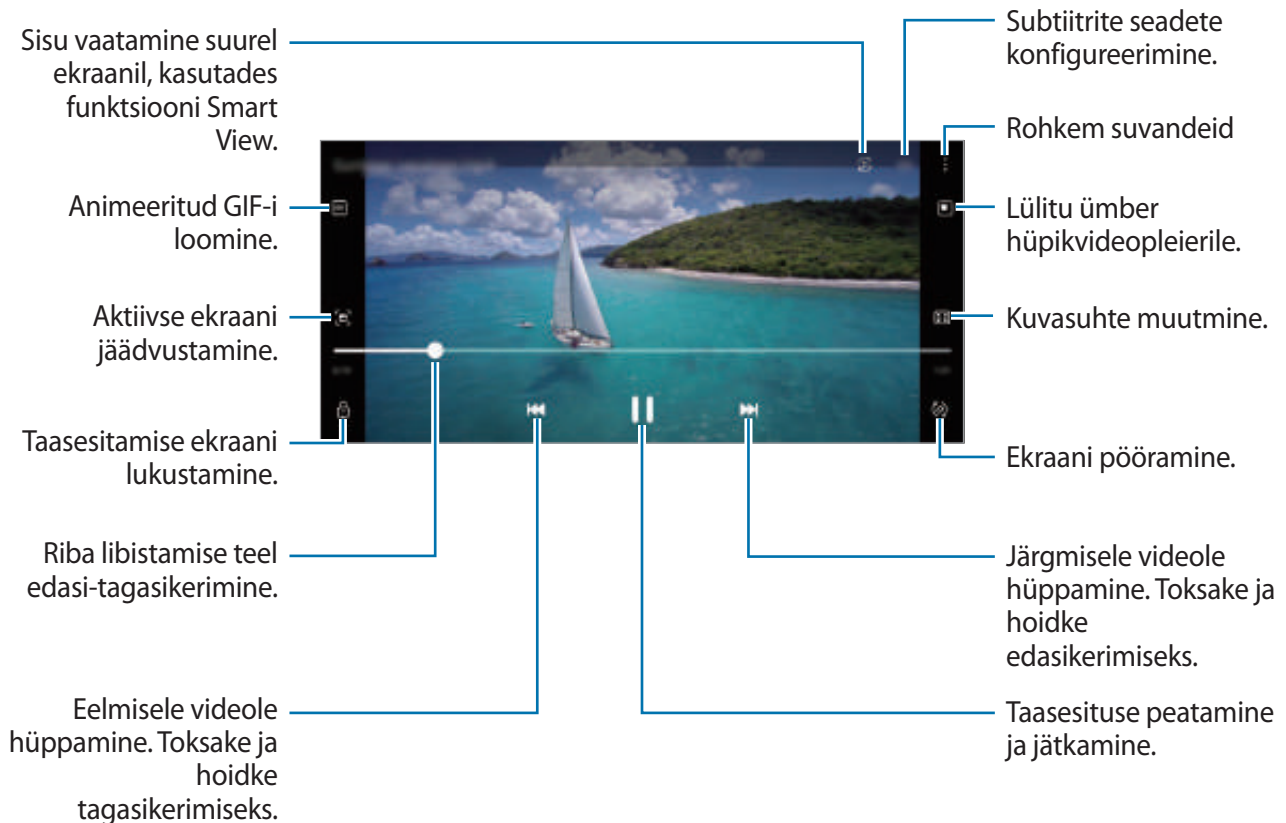 Sisu vaatamine suurel
ekraanil, kasutades
funktsiooni Smart
View.
Animeeritud GIF-i
loomine.
Aktiivse ekraani
jäädvustamine.
Taasesitamise ekraani
lukustamine.
Riba libistamise teel
edasi-tagasikerimine.
Eelmisele videole
hüppamine. Toksake ja
hoidke
tagasikerimiseks.
Subtiitrite seadete
konfigureerimine.
Rohkem suvandeid
Lülitu ümber
hüpikvideopleierile.
Kuvasuhte muutmine.
Ekraani pööramine.
Järgmisele videole
hüppamine. Toksake ja
hoidke
edasikerimiseks.
Taasesituse peatamine
ja jätkamine.